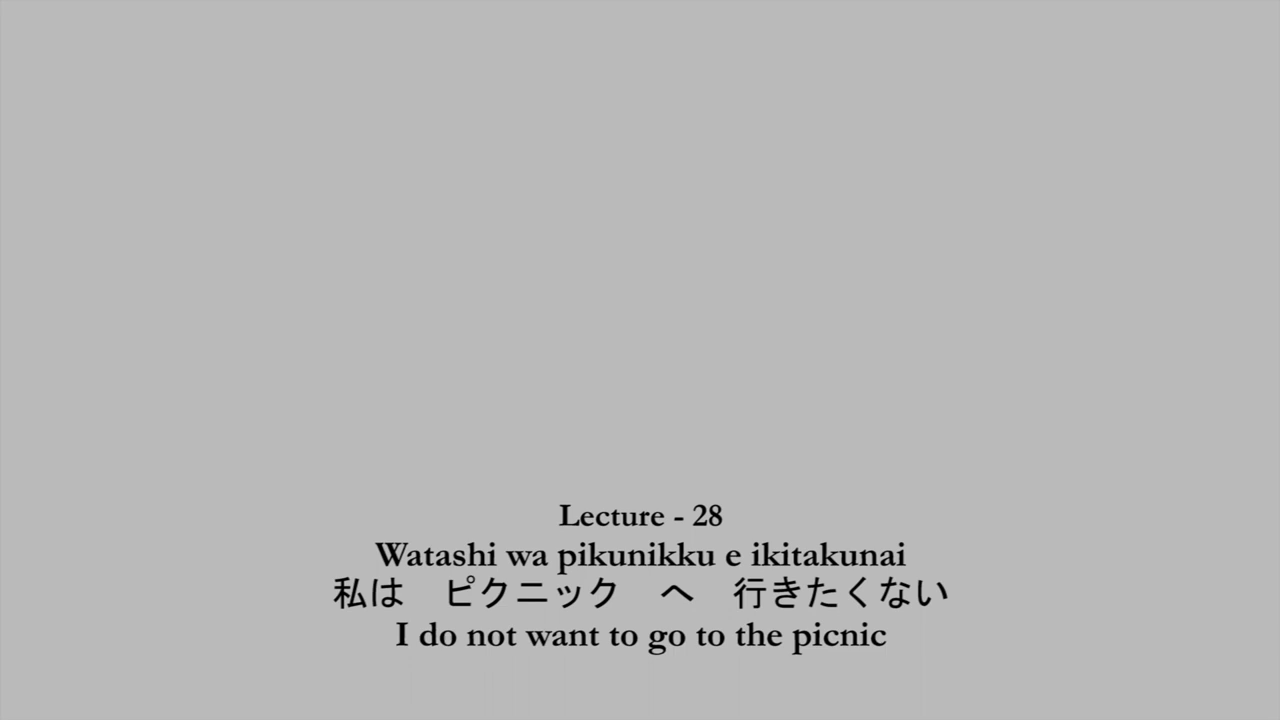 Lecture - 28
Watashi wa pikunikku e ikitakunai
私は　ピクニック　へ　行きたくない
I do not want to go to the picnic